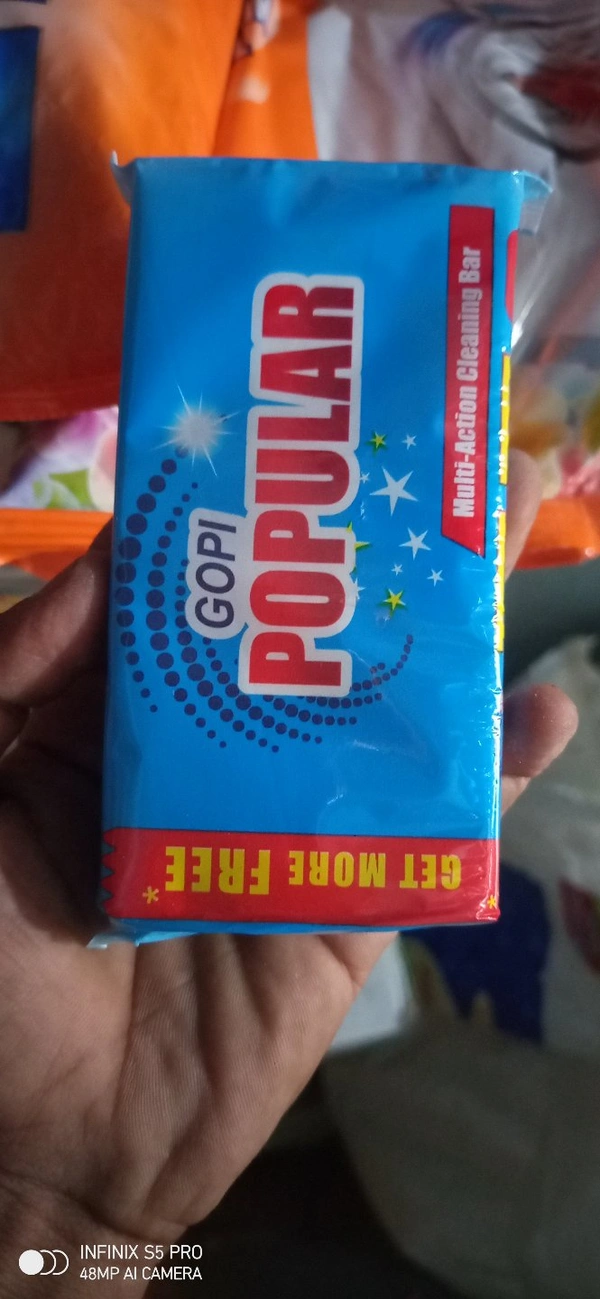 GOPI
POPULAR
Multi-Action Cleaning Bar
*GET MORE FREE*
INFINIX S5 PRO
48MP AI CAMERA